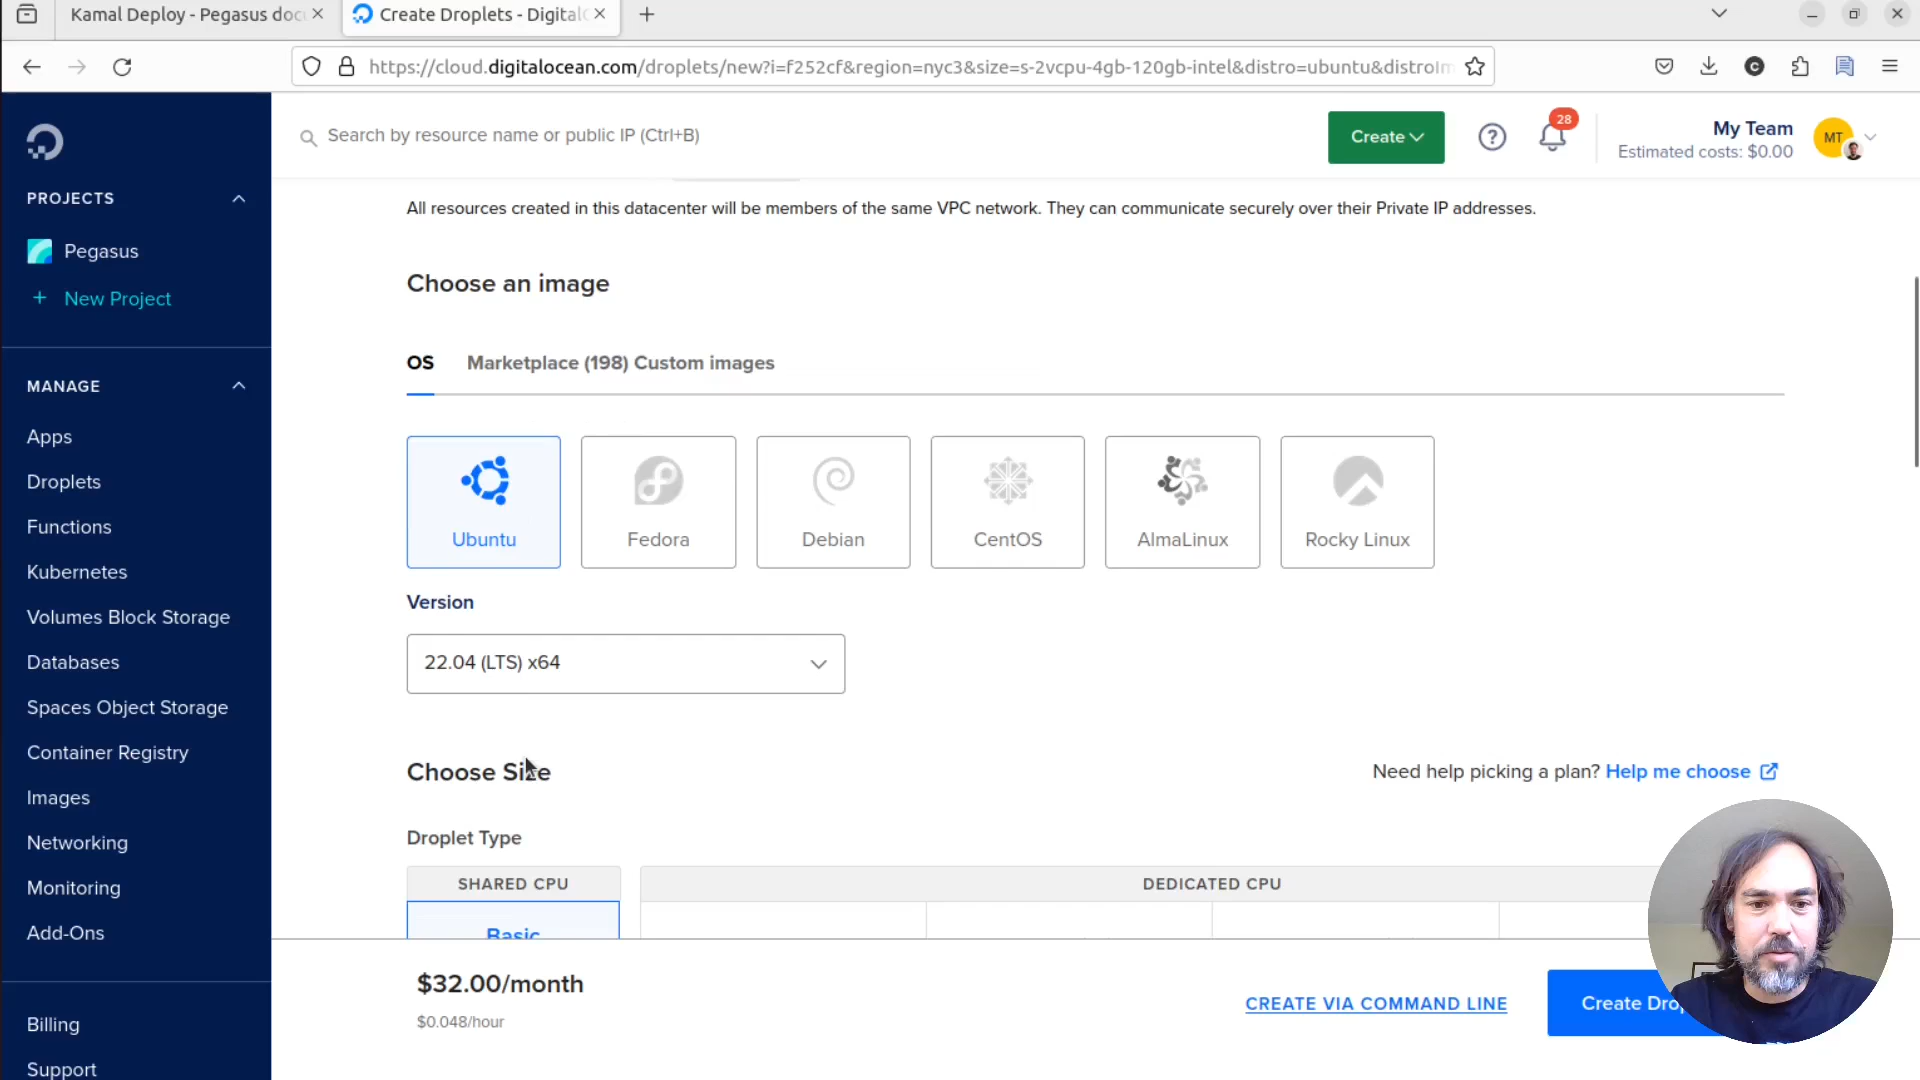 Kamal Deploy - Pegasus doc
Create Droplets - Digital
https://cloud.digitalocean.com/droplets/new?i=f252cf&region=nyc3&size=s-2vcpu-4gb-120gb-intel&distro=ubuntu&distroIm
Search by resource name or public IP (Ctrl+B)
Create
28
My Team
Estimated costs: $0.00
MT
PROJECTS
Pegasus
+ New Project
MANAGE
Apps
Droplets
Functions
Kubernetes
Volumes Block Storage
Databases
Spaces Object Storage
Container Registry
Images
Networking
Monitoring
Add-Ons
Billing
Support
All resources created in this datacenter will be members of the same VPC network. They can communicate securely over their Private IP addresses.
Choose an image
OS Marketplace (198) Custom images
Ubuntu
Fedora
Debian
CentOS
AlmaLinux
Rocky Linux
Version
22.04 (LTS) x64
Choose Size
Need help picking a plan? Help me choose
Droplet Type
SHARED CPU
DEDICATED CPU
Basic
$32.00/month
$0.048/hour
CREATE VIA COMMAND LINE
Create Dro